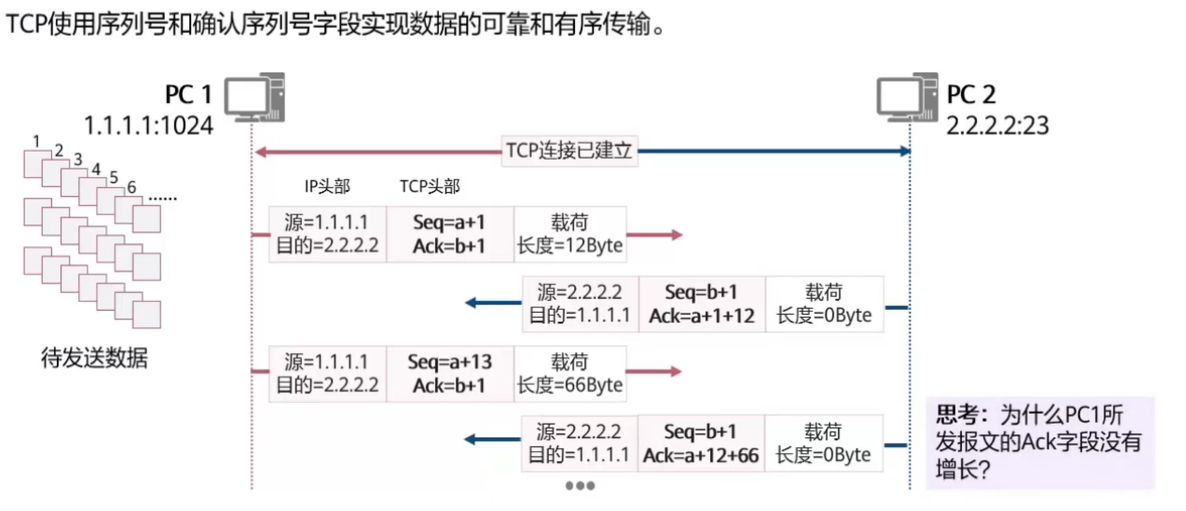 TCP使用序列号和确认序列号字段实现数据的可靠和有序传输。
PC 1
1.1.1.1:1024
PC 2
2.2.2.2:23
1
2
3
4
5
6
......
TCP连接已建立
IP头部
TCP头部
源=1.1.1.1
目的=2.2.2.2
Seq=a+1
Ack=b+1
载荷
长度=12Byte
源=2.2.2.2
目的=1.1.1.1
Seq=b+1
Ack=a+1+12
载荷
长度=0Byte
待发送数据
源=1.1.1.1
目的=2.2.2.2
Seq=a+13
Ack=b+1
载荷
长度=66Byte
源=2.2.2.2
目的=1.1.1.1
Seq=b+1
Ack=a+12+66
载荷
长度=0Byte
思考：为什么PC1所
发报文的Ack字段没有
增长?